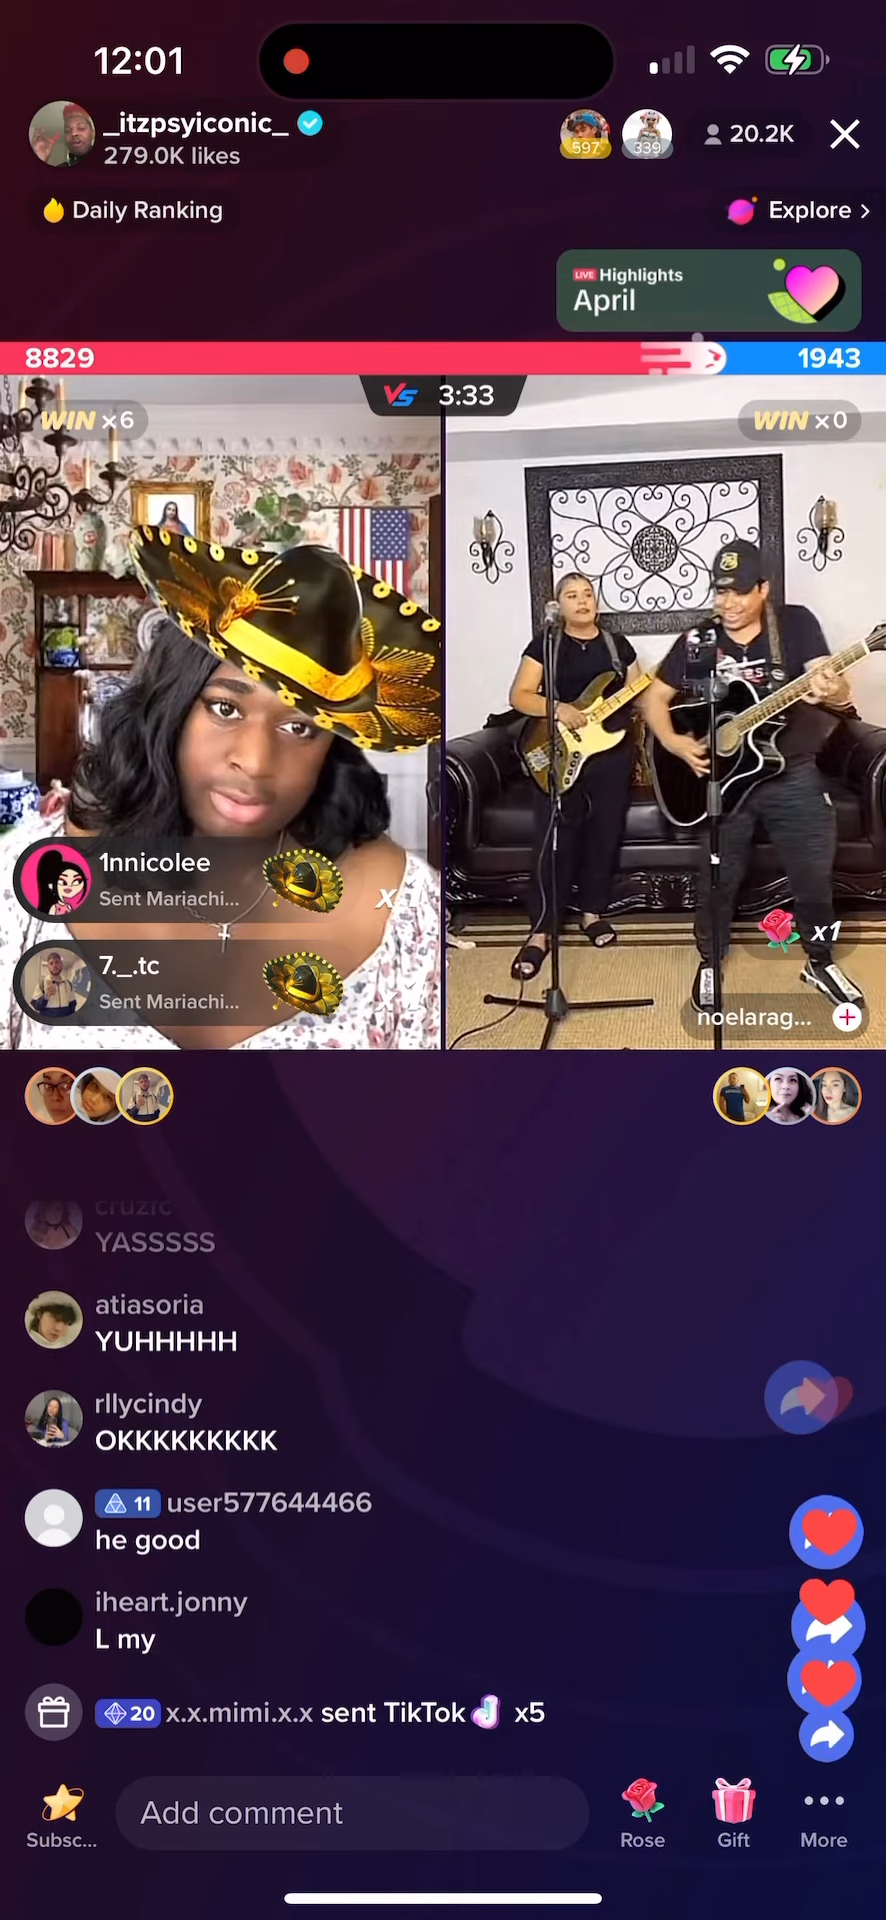 12:01
_itzpsyiconic_
279.0K likes
597
339
20.2K
Daily Ranking
Explore >
LIVE Highlights
April
8829
1943
VS 3:33
WIN x6
WIN x0
1nnicolee
Sent Mariachi...
7._.tc
Sent Mariachi...
x1
noelarag...
cruzrc
YASSSSS
atiasoria
YUHHHHH
rllycindy
OKKKKKKKKK
11 user577644466
he good
iheart.jonny
L my
20 x.x.mimi.x.x sent TikTok x5
Add comment
Subsc...
Rose
Gift
More